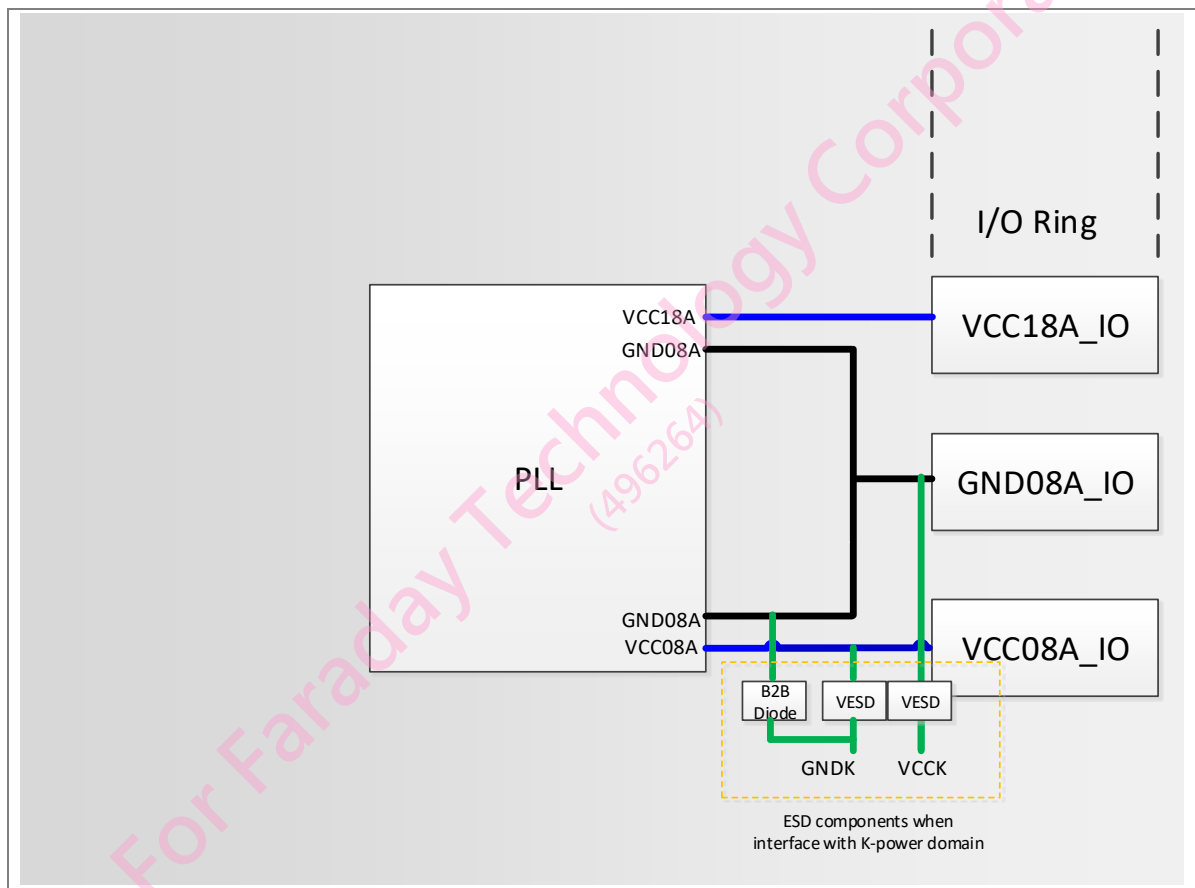 For Faraday Technology Corpora
(496264)
I/O Ring
VCC18A
GND08A
VCC18A_IO
PLL
GND08A_IO
GND08A
VCC08A
VCC08A_IO
B2B
Diode
VESD
VESD
GNDK
VCCK
ESD components when
interface with K-power domain